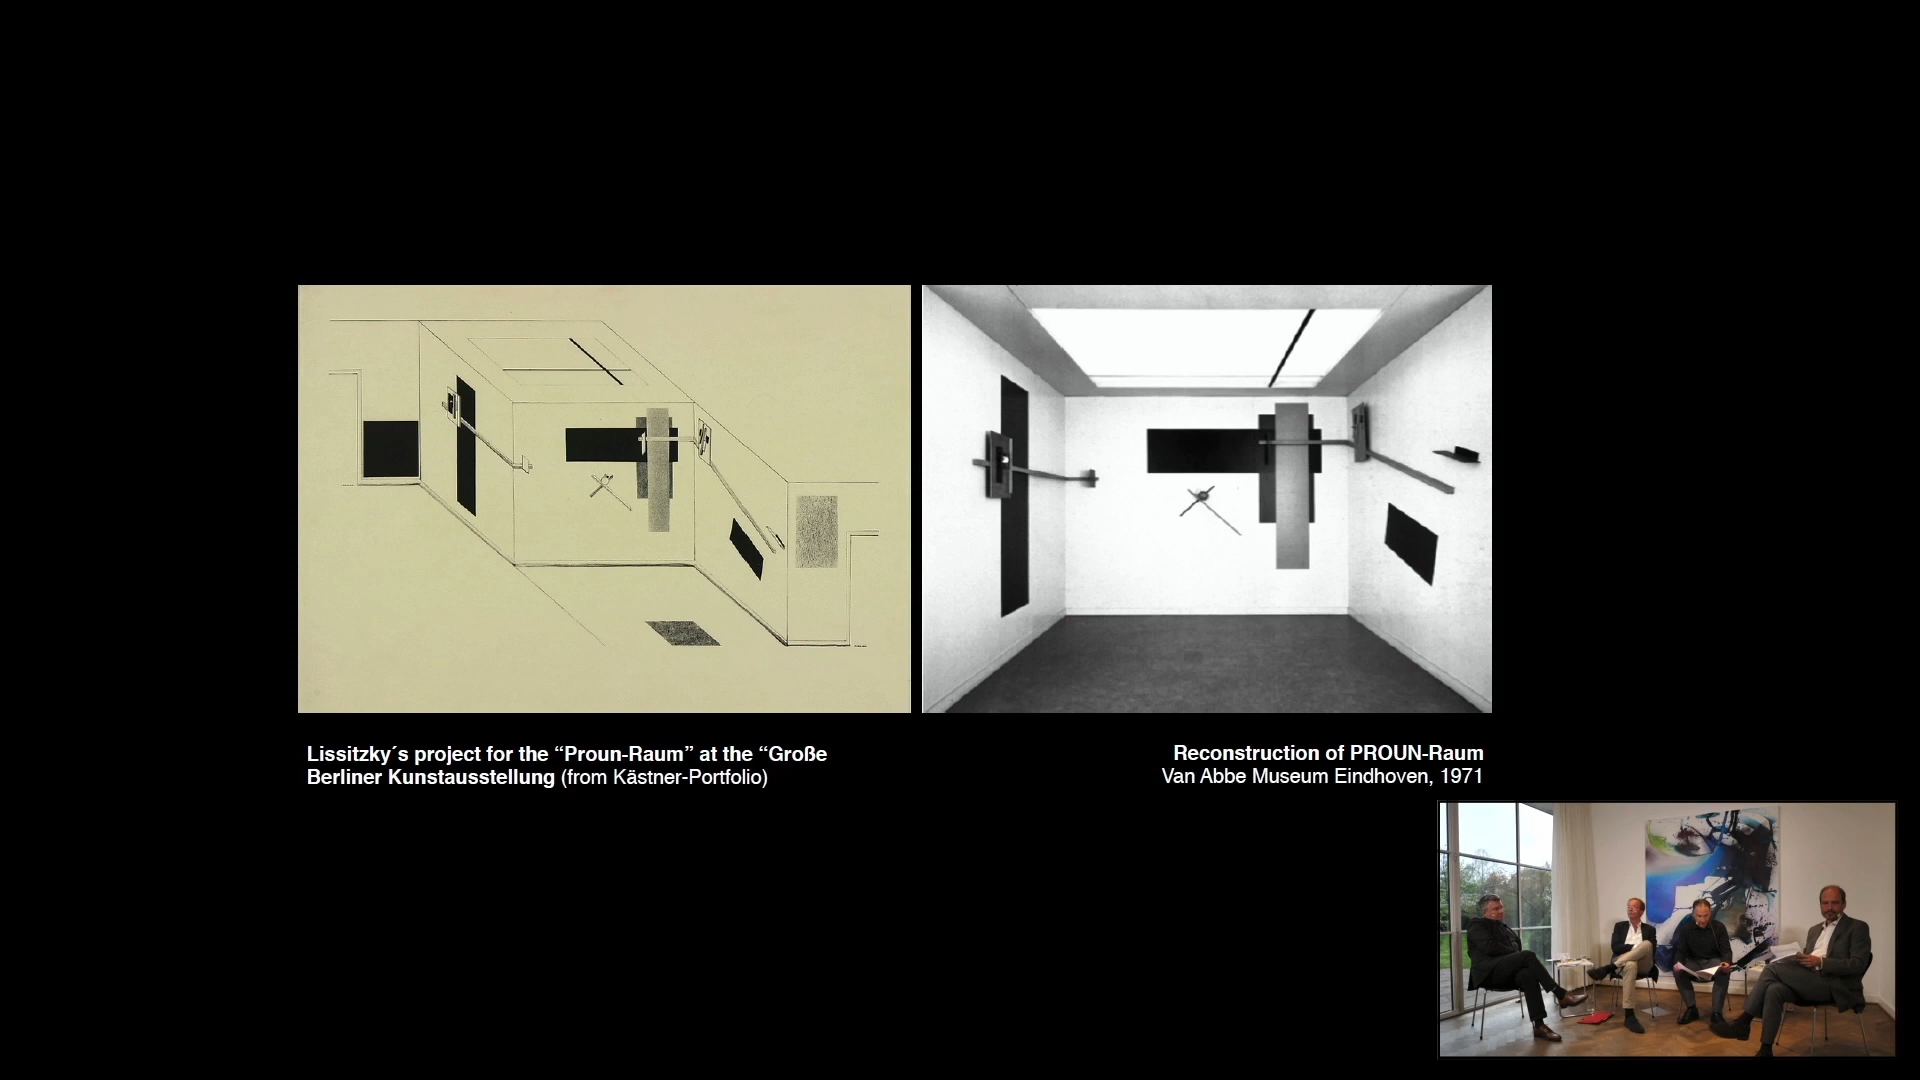 Lissitzky´s project for the “Proun-Raum” at the “Große
Berliner Kunstausstellung (from Kästner-Portfolio)
Reconstruction of PROUN-Raum
Van Abbe Museum Eindhoven, 1971